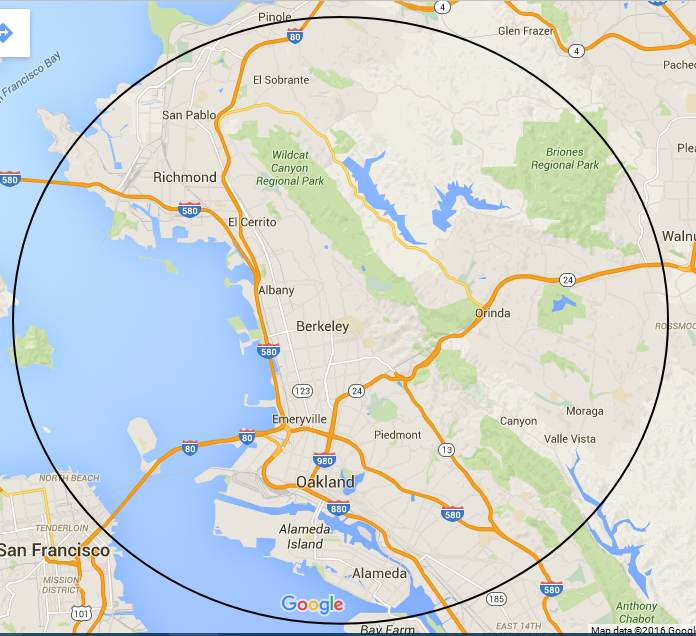 Pinole
4
80
Glen Frazer
4
El Sobrante
Pachec
n Francisco Bay
San Pablo
Wildcat
Canyon
Regional Park
Briones
Regional Park
Plea
Richmond
580
580
El Cerrito
Walnu
24
Albany
Orinda
Berkeley
ROSSMOO
580
123
24
Emeryville
Canyon
Moraga
Piedmont
Valle Vista
80
80
13
980
NORTH BEACH
Oakland
880
580
TENDERLOIN
Alameda
Island
San Francisco
MISSION
DISTRICT
Alameda
580
Google
185
101
Anthony
Chabot
EAST 14TH
Bay Farm
Map data ©2016 Googl